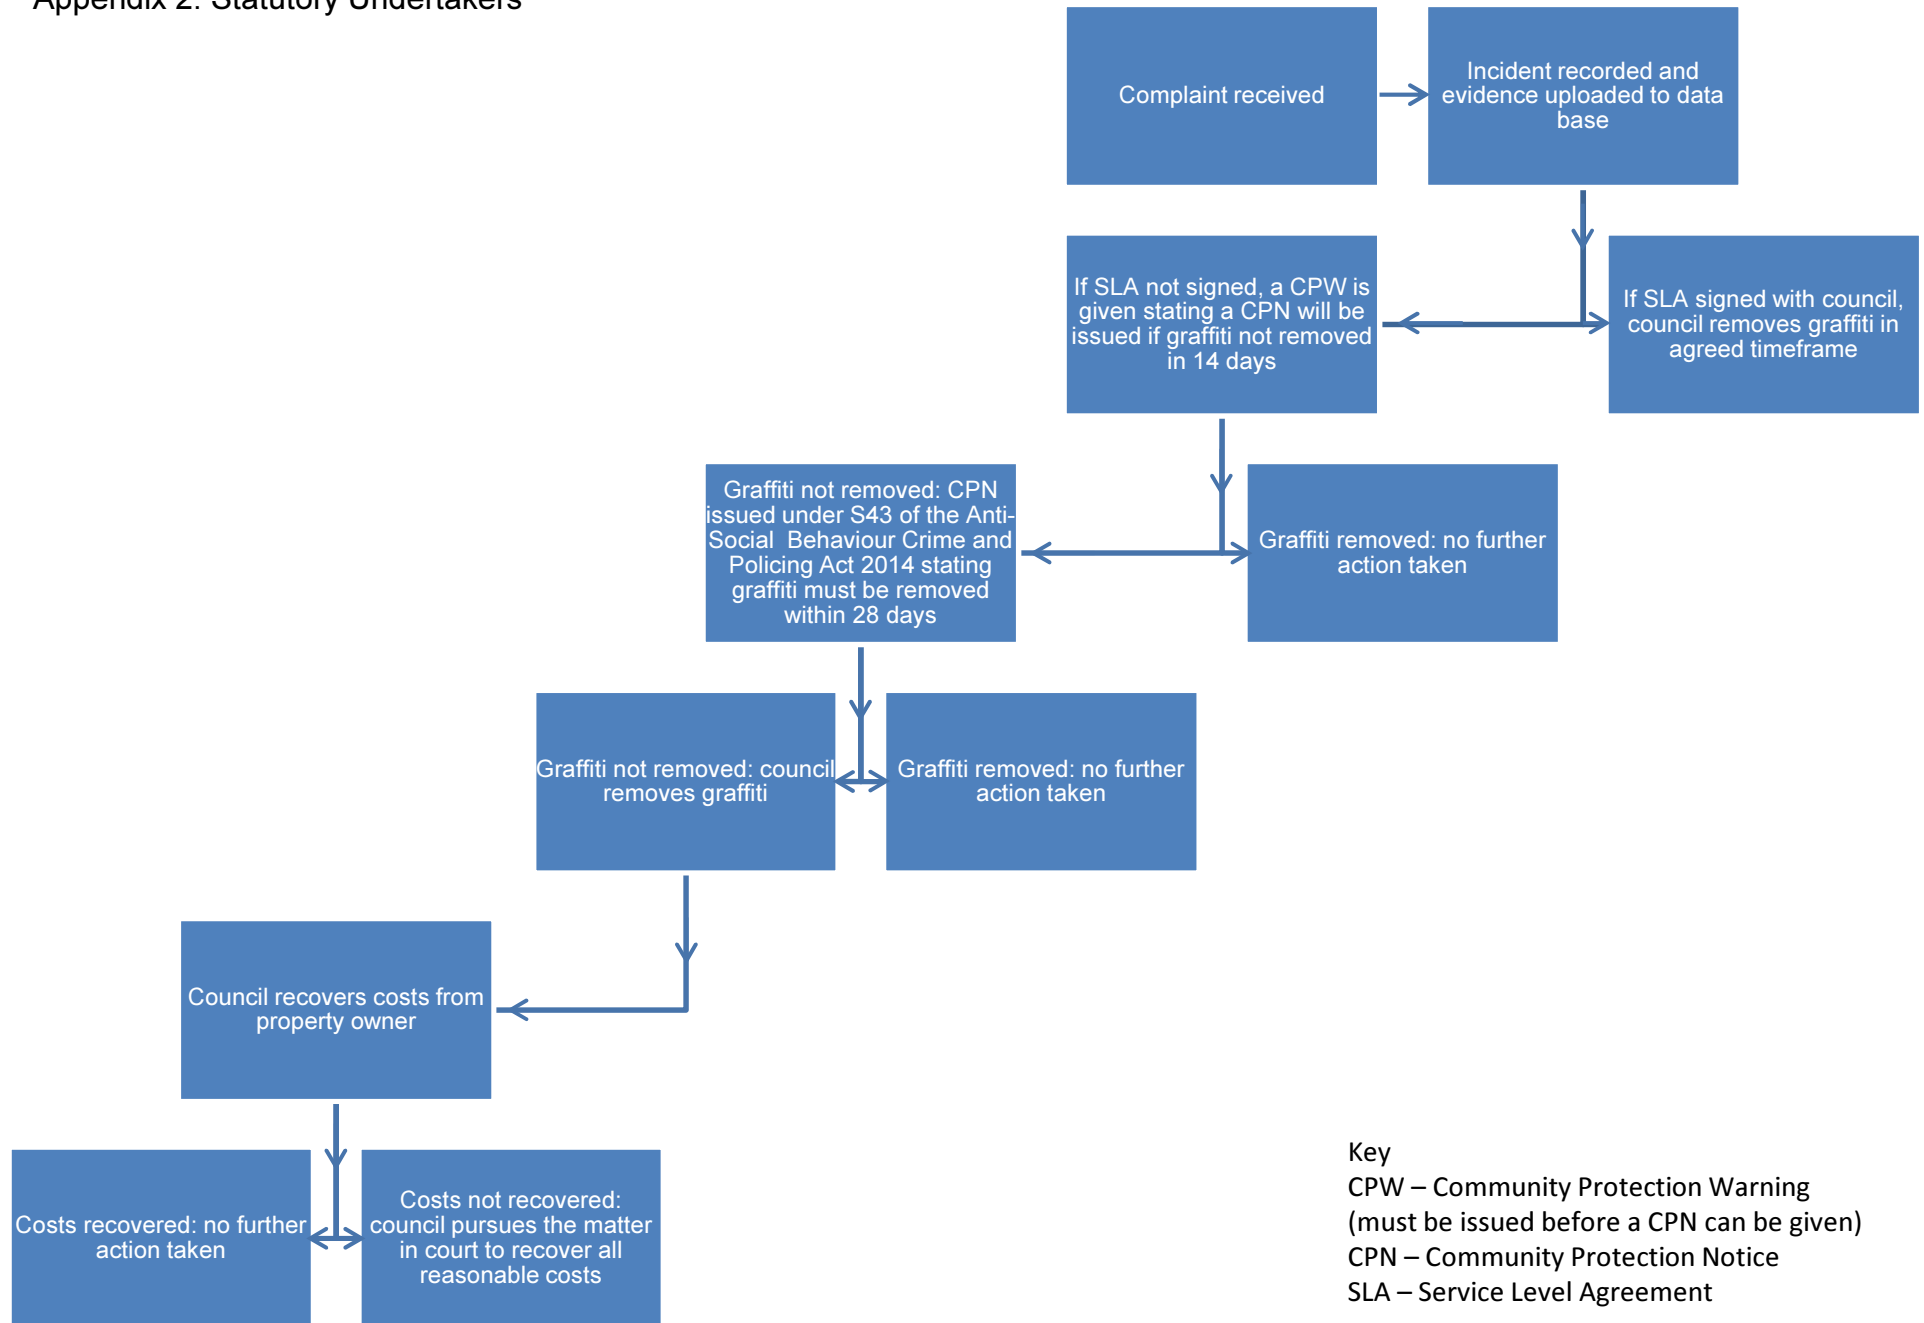 Appendix 2: Statutory Undertakers
Complaint received
Incident recorded and
evidence uploaded to data
base
If SLA not signed, a CPW is
given stating a CPN will be
issued if graffiti not removed
in 14 days
If SLA signed with council,
council removes graffiti in
agreed timeframe
Graffiti not removed: CPN
issued under S43 of the Anti-
Social  Behaviour Crime and
Policing Act 2014 stating
graffiti must be removed
within 28 days
Graffiti removed: no further
action taken
Graffiti not removed: council
removes graffiti
Graffiti removed: no further
action taken
Council recovers costs from
property owner
Costs recovered: no further
action taken
Costs not recovered:
council pursues the matter
in court to recover all
reasonable costs
Key
CPW – Community Protection Warning
(must be issued before a CPN can be given)
CPN – Community Protection Notice
SLA – Service Level Agreement